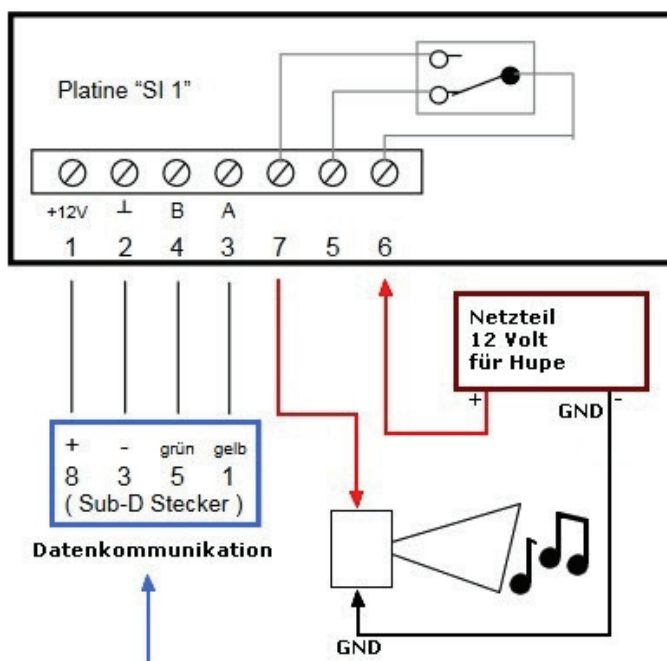 Platine "SI 1"
+12V ⊥ B A
1 2 4 3 7 5 6
Netzteil
12 Volt
für Hupe
+ -
GND
+ - grün gelb
8 3 5 1
( Sub-D Stecker )
Datenkommunikation
GND